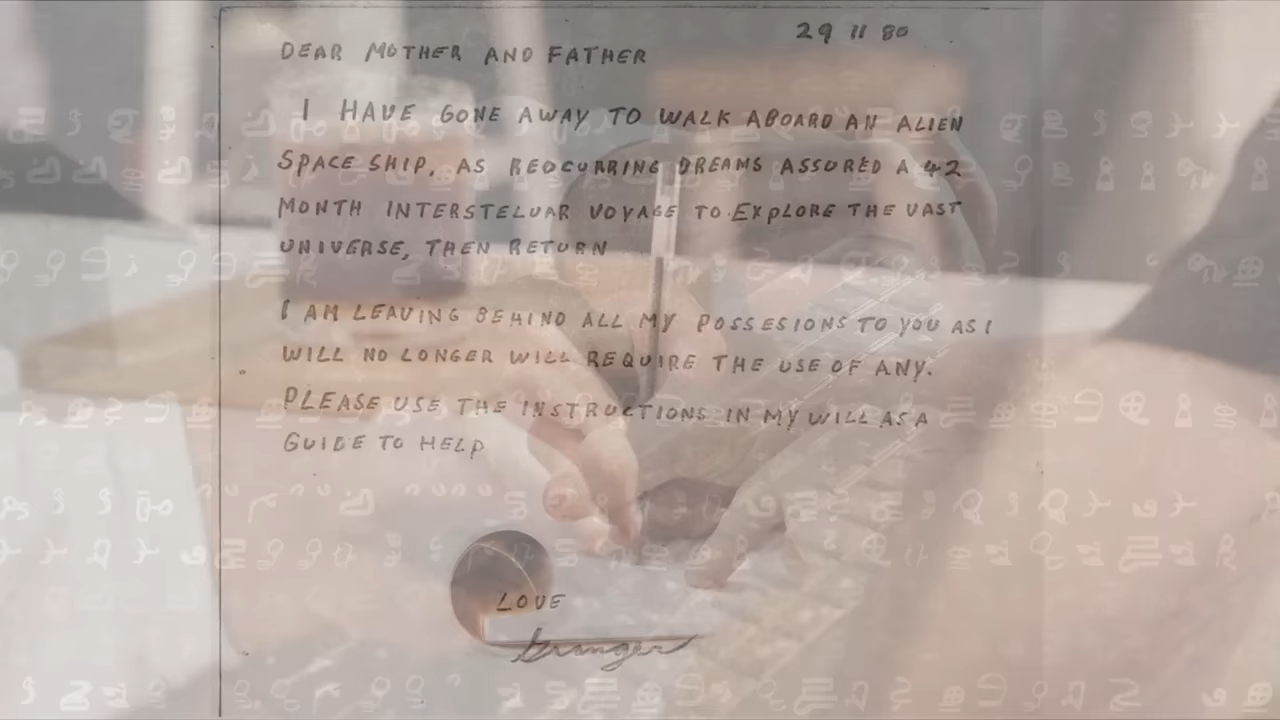 29 11 80
DEAR MOTHER AND FATHER
I HAVE GONE AWAY TO WALK ABOARD AN ALIEN
SPACE SHIP, AS REOCURRING DREAMS ASSURED A 42
MONTH INTERSTELLAR VOYAGE TO EXPLORE THE VAST
UNIVERSE, THEN RETURN
I AM LEAVING BEHIND ALL MY POSSESIONS TO YOU AS I
WILL NO LONGER WILL REQUIRE THE USE OF ANY.
PLEASE USE THE INSTRUCTIONS IN MY WILL AS A
GUIDE TO HELP
LOVE
Granger